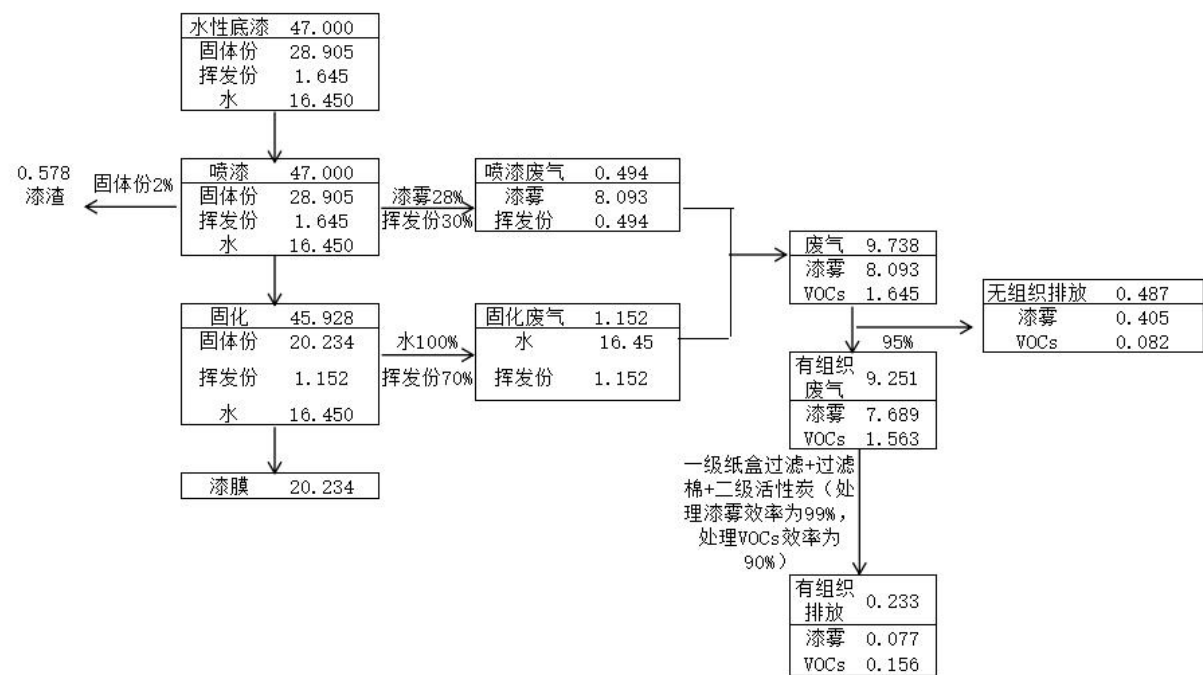 水性底漆 47.000
固体份 28.905
挥发份 1.645
水 16.450
0.578
漆渣
固体份2%
喷漆 47.000
固体份 28.905
挥发份 1.645
水 16.450
漆雾28%
挥发份30%
喷漆废气 0.494
漆雾 8.093
挥发份 0.494
固化 45.928
固体份 20.234
挥发份 1.152
水 16.450
水100%
挥发份70%
固化废气 1.152
水 16.45
挥发份 1.152
漆膜 20.234
废气 9.738
漆雾 8.093
VOCs 1.645
无组织排放 0.487
漆雾 0.405
VOCs 0.082
95%
有组织
废气 9.251
漆雾 7.689
VOCs 1.563
一级纸盒过滤+过滤
棉+二级活性炭（处
理漆雾效率为99%，
处理VOCs效率为
90%）
有组织
排放 0.233
漆雾 0.077
VOCs 0.156